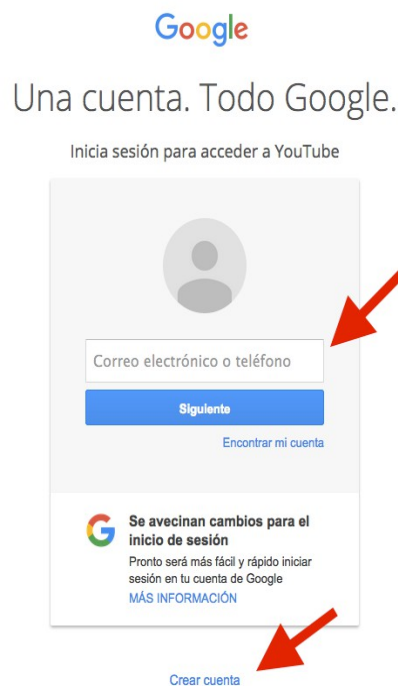 Google
Una cuenta. Todo Google.
Inicia sesión para acceder a YouTube
Correo electrónico o teléfono
Siguiente
Encontrar mi cuenta
Se avecinan cambios para el
inicio de sesión
Pronto será más fácil y rápido iniciar
sesión en tu cuenta de Google
MÁS INFORMACIÓN
Crear cuenta